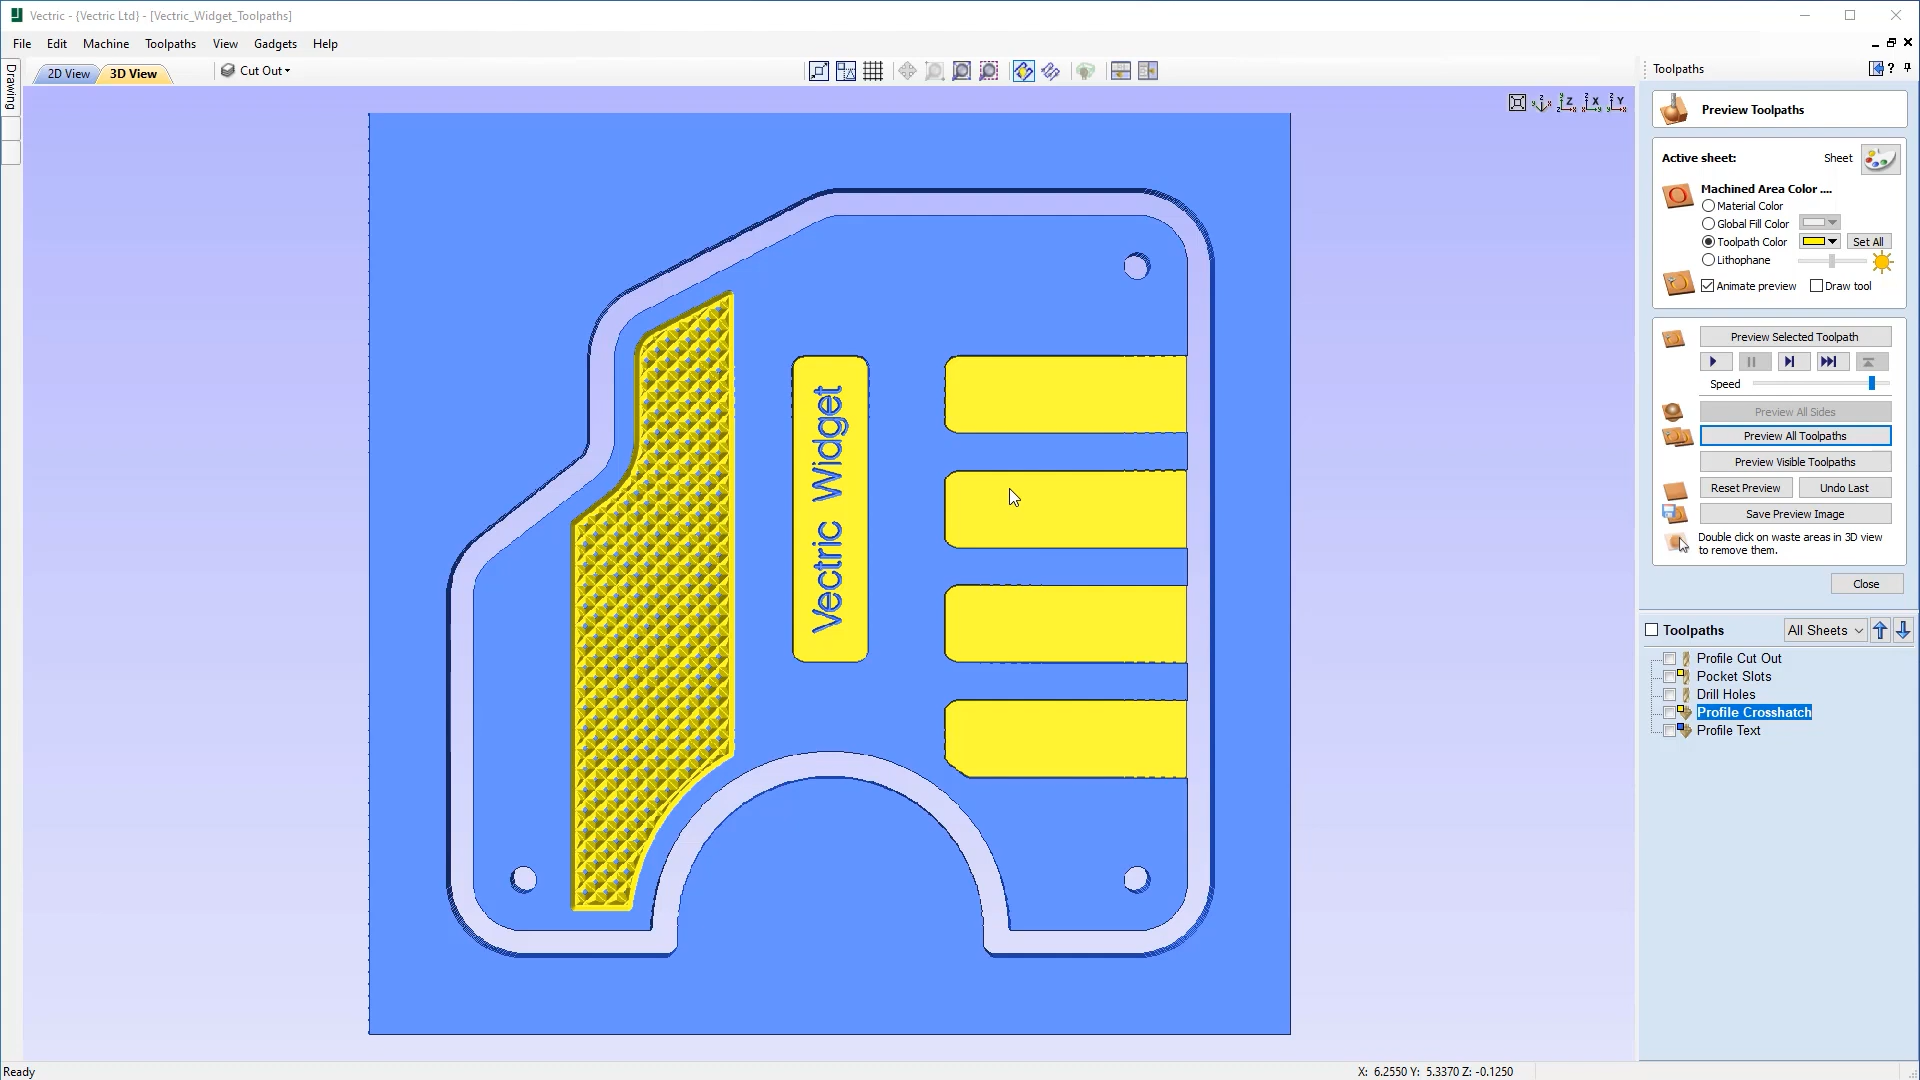 Vectric - {Vectric Ltd} - [Vectric_Widget_Toolpaths]
File Edit Machine Toolpaths View Gadgets Help
Drawing
2D View 3D View Cut Out
Toolpaths
Preview Toolpaths
Active sheet: Sheet
Machined Area Color ....
Material Color
Global Fill Color
Toolpath Color Set All
Lithophane
Animate preview Draw tool
Preview Selected Toolpath
Speed
Preview All Sides
Preview All Toolpaths
Preview Visible Toolpaths
Reset Preview Undo Last
Save Preview Image
Double click on waste areas in 3D view
to remove them.
Close
Toolpaths All Sheets
Profile Cut Out
Pocket Slots
Drill Holes
Profile Crosshatch
Profile Text
Vectric Widget
Ready X: 6.2550 Y: 5.3370 Z: -0.1250